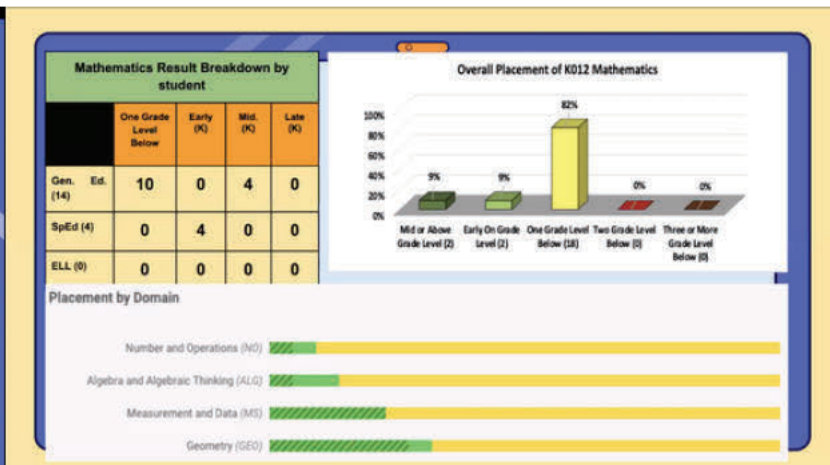 Mathematics Result Breakdown by
student
One Grade
Level
Below
Early
(K)
Mid.
(K)
Late
(K)
Gen. Ed.
(14)
10
0
4
0
SpEd (4)
0
4
0
0
ELL (0)
0
0
0
0
Overall Placement of K012 Mathematics
100%
80%
60%
40%
20%
0%
9%
9%
82%
0%
0%
Mid or Above
Grade Level (2)
Early On Grade
Level (2)
One Grade Level
Below (18)
Two Grade Level
Below (0)
Three or More
Grade Level
Below (0)
Placement by Domain
Number and Operations (NO)
Algebra and Algebraic Thinking (ALG)
Measurement and Data (MS)
Geometry (GEO)